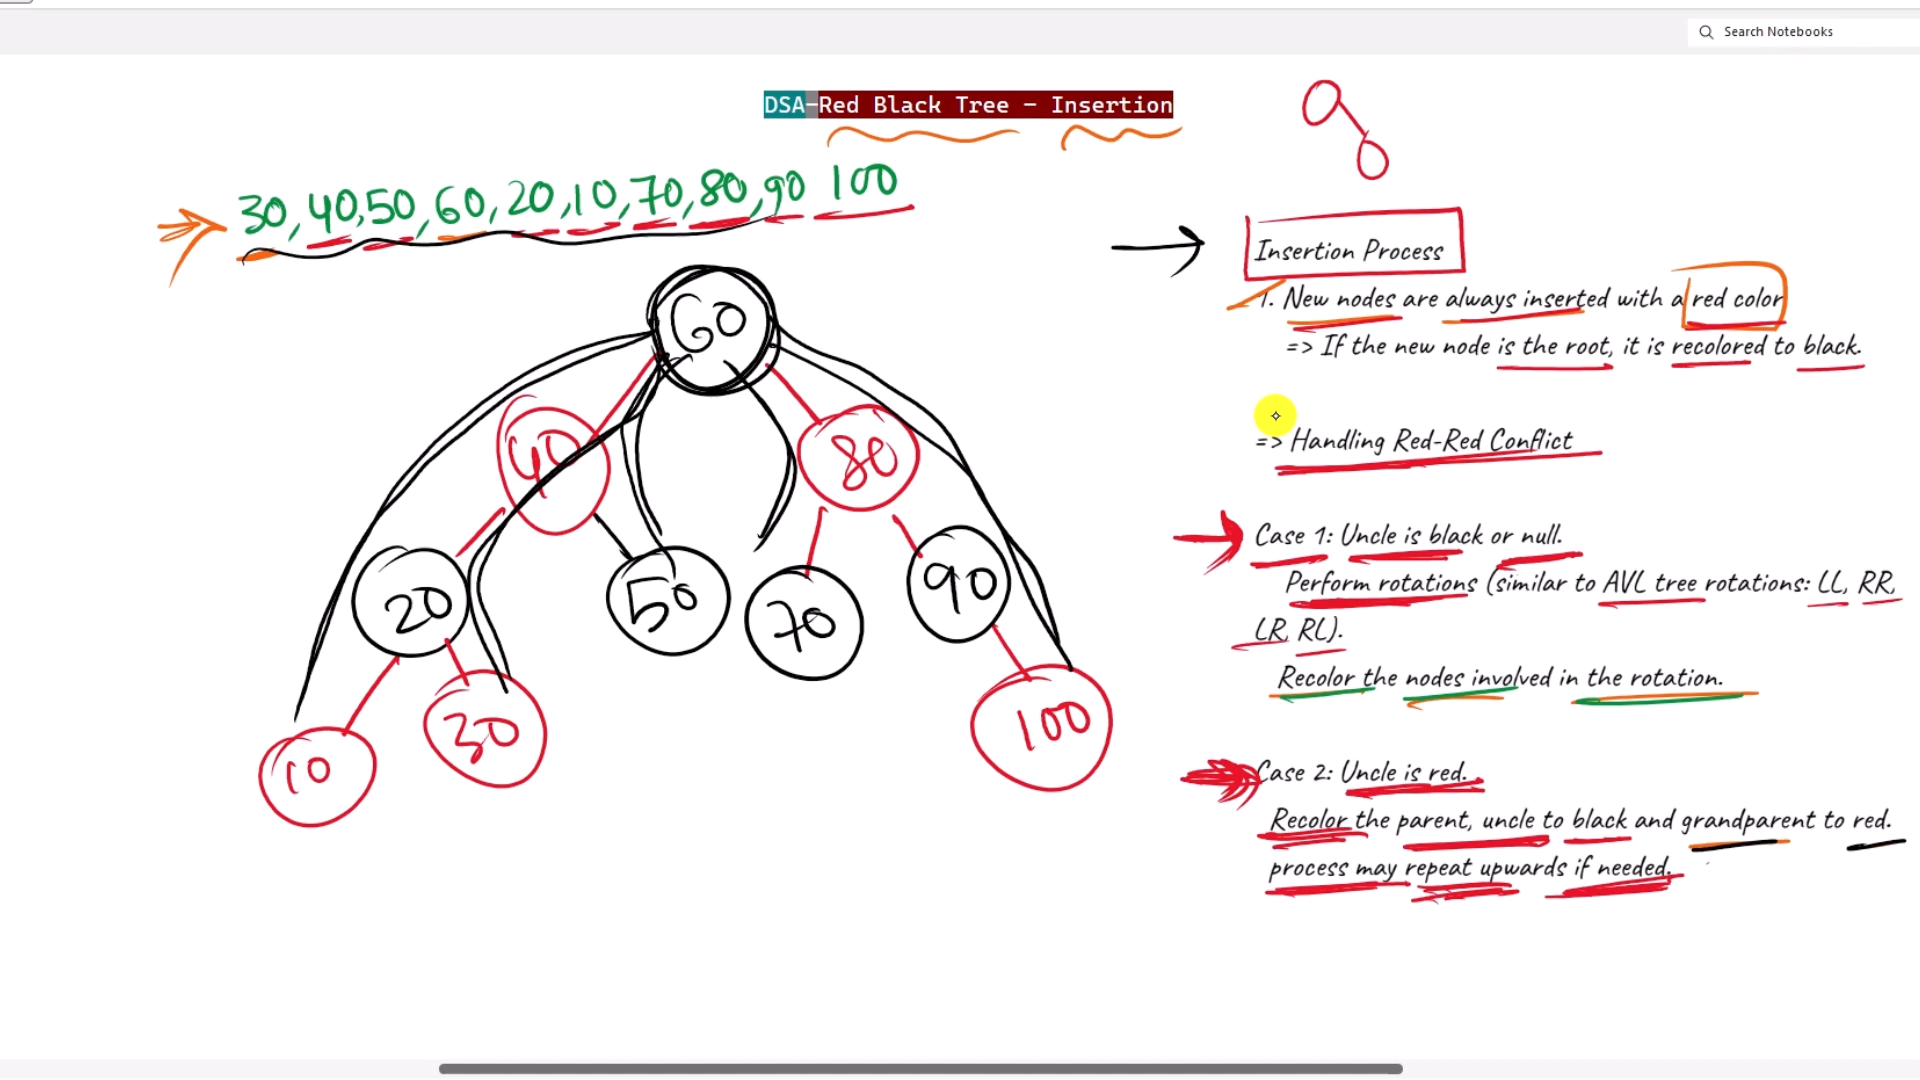 Search Notebooks
DSA-Red Black Tree - Insertion
30, 40, 50, 60, 20, 10, 70, 80, 90 100
Insertion Process
1. New nodes are always inserted with a red color
=> If the new node is the root, it is recolored to black.
=> Handling Red-Red Conflict
Case 1: Uncle is black or null.
Perform rotations (similar to AVL tree rotations: LL, RR,
LR, RL).
Recolor the nodes involved in the rotation.
Case 2: Uncle is red.
Recolor the parent, uncle to black and grandparent to red.
process may repeat upwards if needed.
60
40
80
20
50
70
90
10
30
100